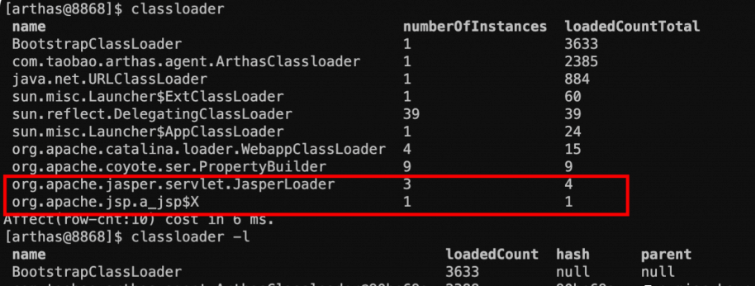 [arthas@8868]$ classloader
name numberOfInstances loadedCountTotal
BootstrapClassLoader 1 3633
com.taobao.arthas.agent.ArthasClassloader 1 2385
java.net.URLClassLoader 1 884
sun.misc.Launcher$ExtClassLoader 1 60
sun.reflect.DelegatingClassLoader 39 39
sun.misc.Launcher$AppClassLoader 1 24
org.apache.catalina.loader.WebappClassLoader 4 15
org.apache.coyote.ser.PropertyBuilder 9 9
org.apache.jasper.servlet.JasperLoader 3 4
org.apache.jsp.a_jsp$X 1 1
Affect(row-cnt:10) cost in 6 ms.
[arthas@8868]$ classloader -l
name loadedCount hash parent
BootstrapClassLoader 3633 null null